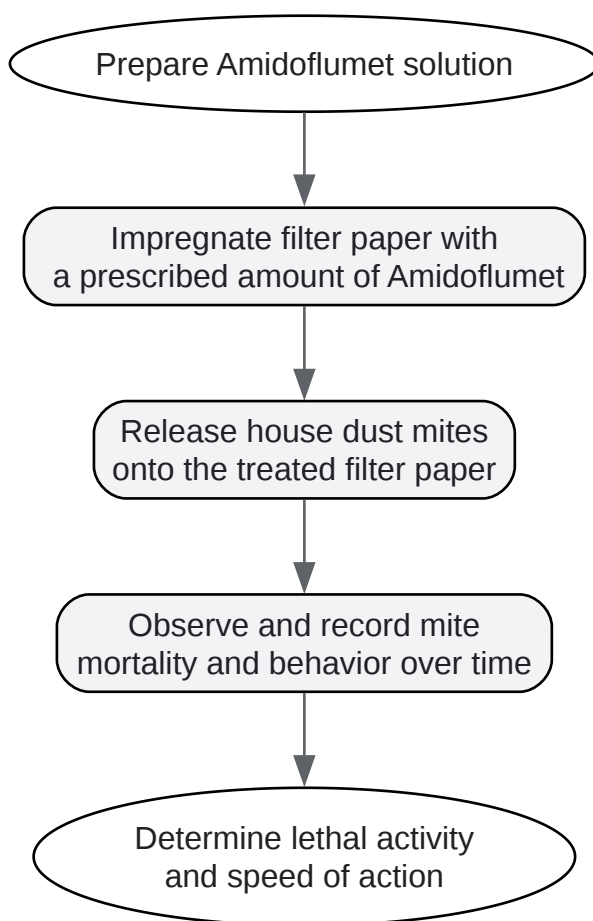 Prepare Amidoflumet solution
Impregnate filter paper with
a prescribed amount of Amidoflumet
Release house dust mites
onto the treated filter paper
Observe and record mite
mortality and behavior over time
Determine lethal activity
and speed of action